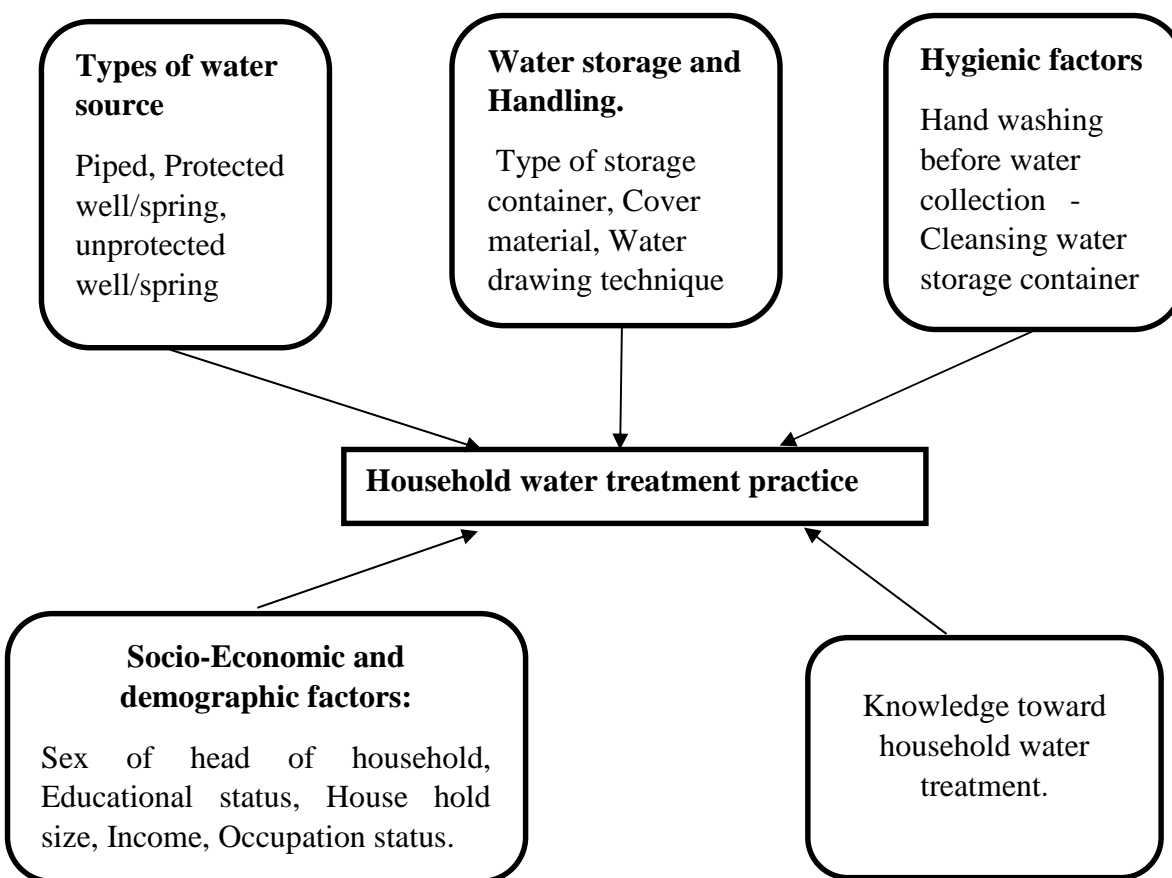 Types of water
source
Piped, Protected
well/spring,
unprotected
well/spring
Water storage and
Handling.
Type of storage
container, Cover
material, Water
drawing technique
Hygienic factors
Hand washing
before water
collection -
Cleansing water
storage container
Household water treatment practice
Socio-Economic and
demographic factors:
Sex of head of household,
Educational status, House hold
size, Income, Occupation status.
Knowledge toward
household water
treatment.